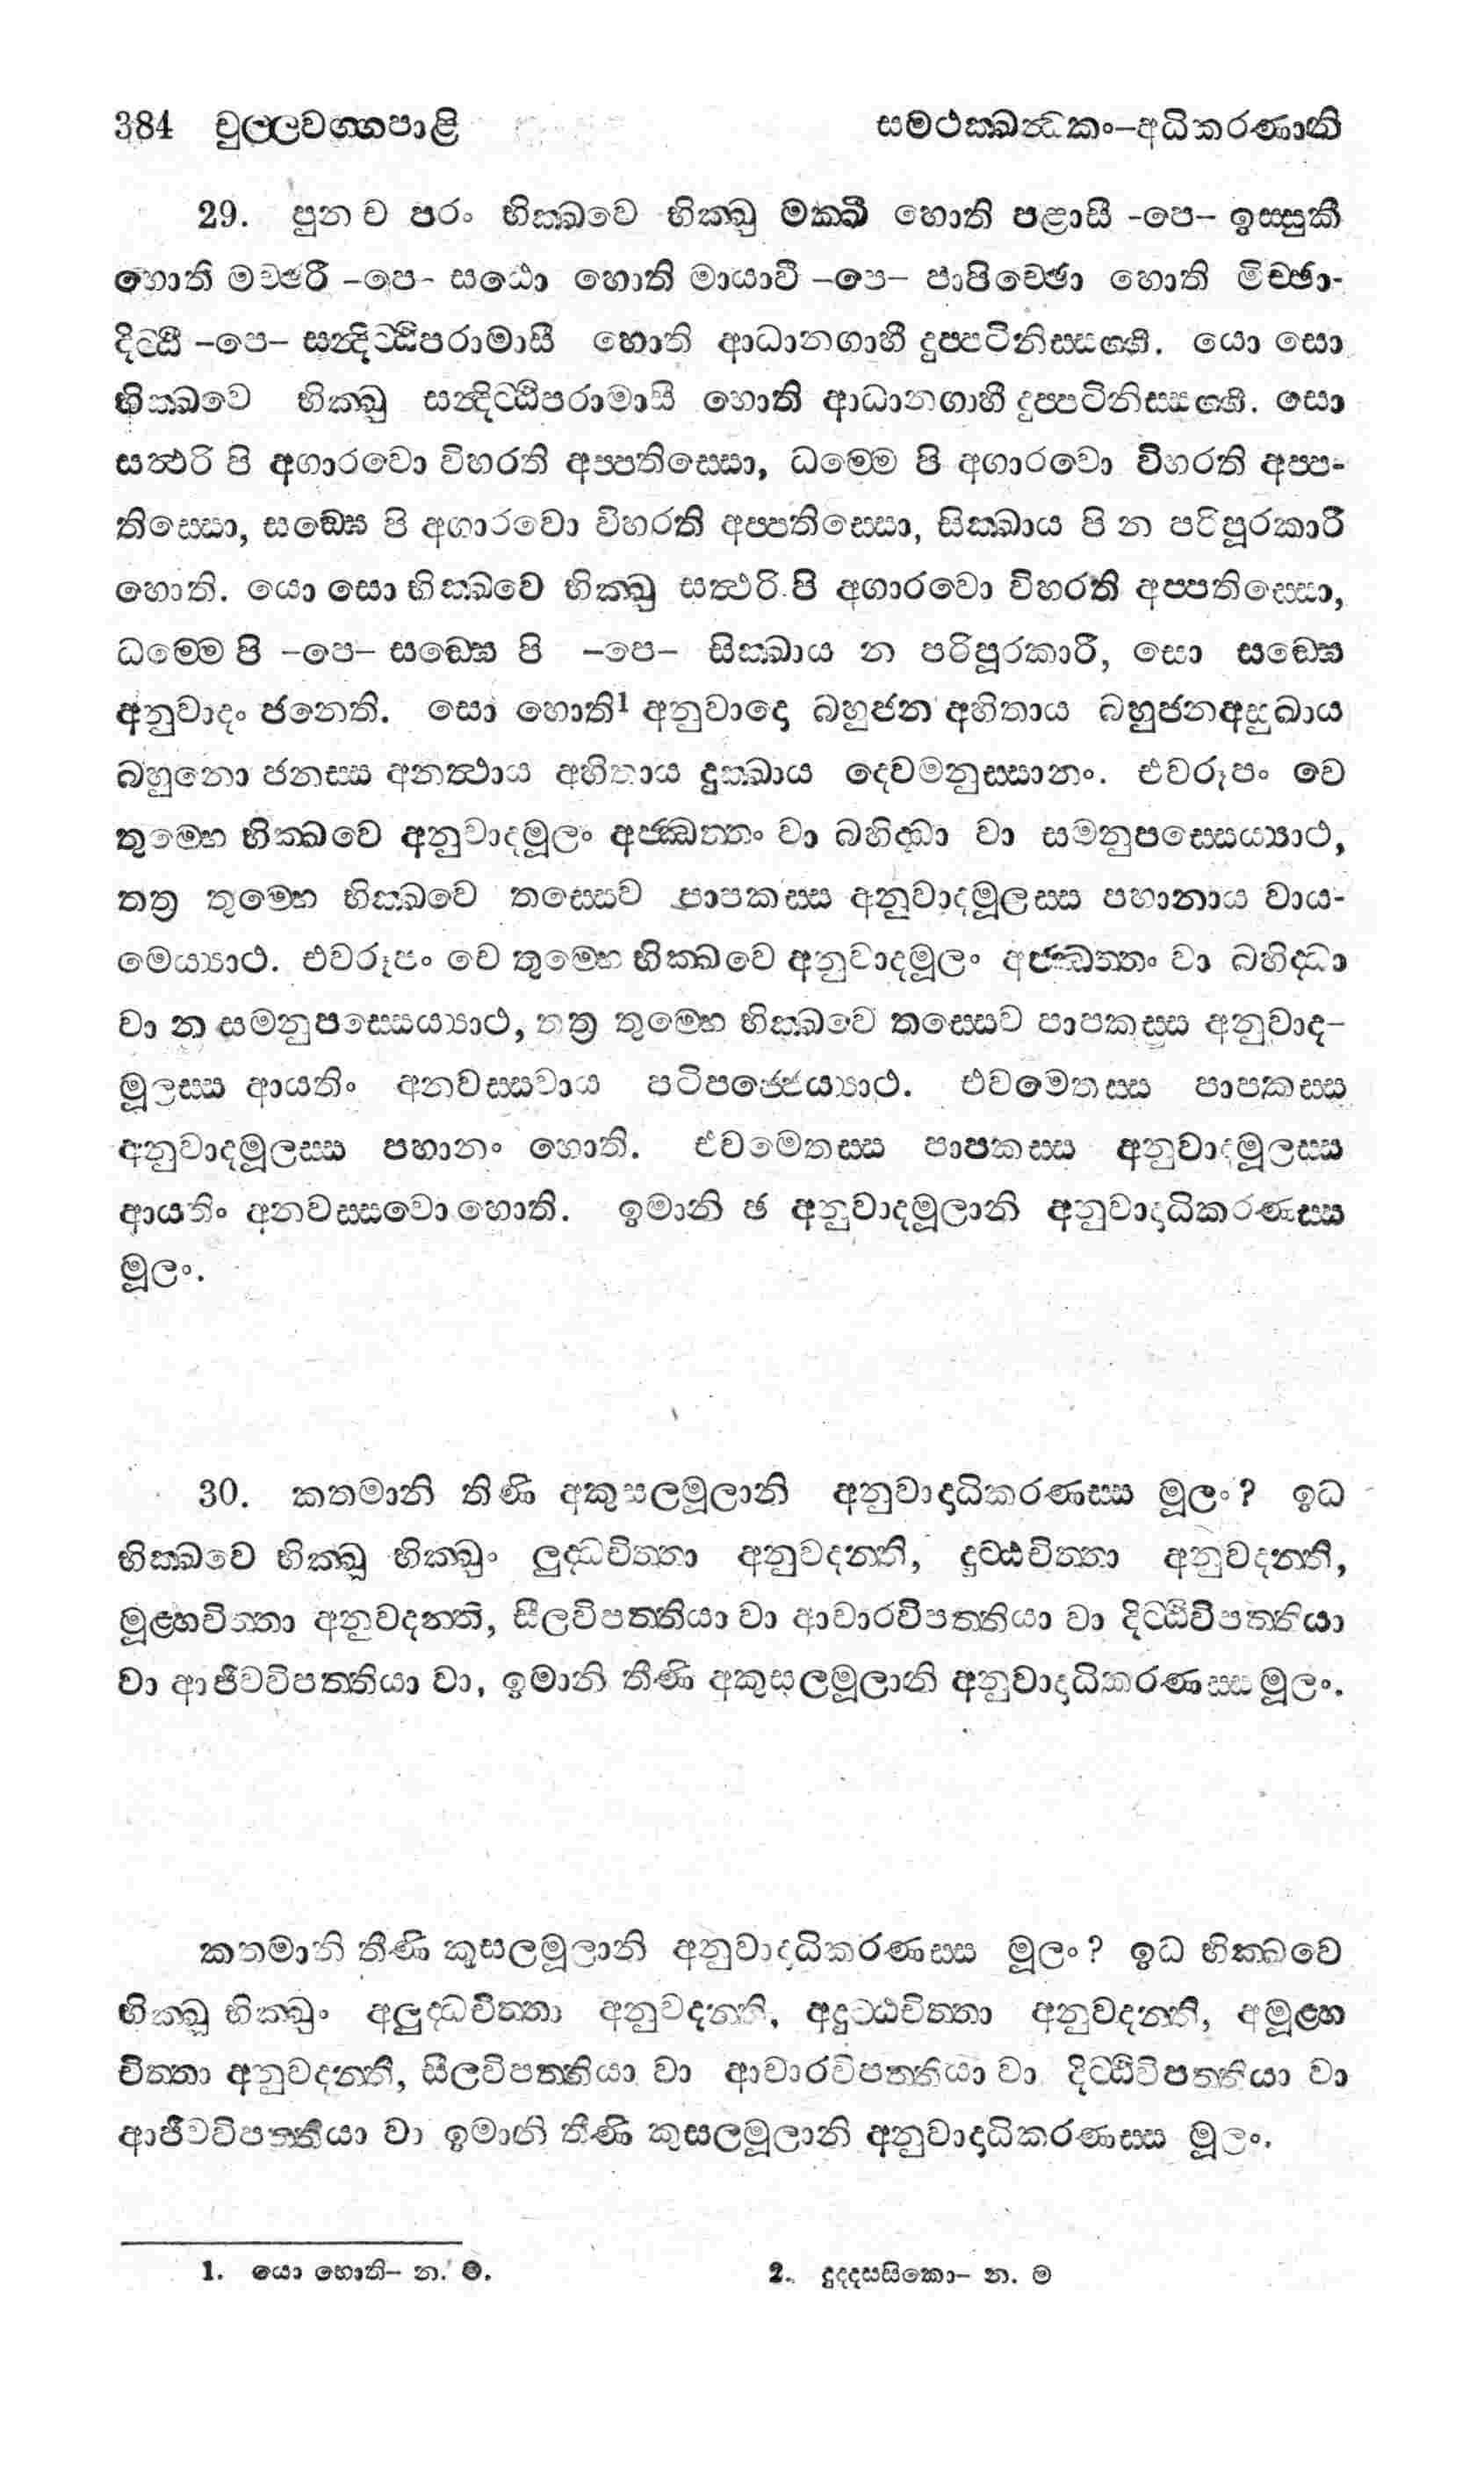 384 චුල්ලවග්ගපාළි සමථක්ඛන්ධකං–අධිකරණානි
29. පුන ච පරං භික්ඛවෙ භික්ඛු මක්ඛී හොති පළාසී -පෙ– ඉස්සුකී
හොති මච්ඡරී –පෙ- සඨො හොති මායාවී –පෙ– පාපිච්ඡො හොති මිච්ඡා-
දිට්ඨී –පෙ– සන්දිට්ඨිපරාමාසී හොති ආධානගාහී දුප්පටිනිස්සග්ගී. යො සො
භික්ඛවෙ භික්ඛු සන්දිට්ඨිපරාමාසී හොති ආධානගාහී දුප්පටිනිස්සග්ගී. සො
සත්ථරි පි අගාරවො විහරති අප්පතිස්සො, ධම්මෙ පි අගාරවො විහරති අප්ප-
තිස්සො, සඞ්ඝෙ පි අගාරවො විහරති අප්පතිස්සො, සික්ඛාය පි න පරිපූරකාරී
හොති. යො සො භික්ඛවෙ භික්ඛු සත්ථරි පි අගාරවො විහරති අප්පතිස්සො,
ධම්මෙ පි –පෙ– සඞ්ඝෙ පි –පෙ– සික්ඛාය න පරිපූරකාරී, සො සඞ්ඝෙ
අනුවාදං ජනෙති. සො හොති¹ අනුවාදො බහුජන අහිතාය බහුජනඅසුඛාය
බහුනො ජනස්ස අනත්ථාය අහිතාය දුක්ඛාය දෙවමනුස්සානං. එවරූපං චෙ
තුම්හෙ භික්ඛවෙ අනුවාදමූලං අජ්ඣත්තං වා බහිද්ධා වා සමනුපස්සෙය්‍යාථ,
තත්‍ර තුම්හෙ භික්ඛවෙ තස්සෙව පාපකස්ස අනුවාදමූලස්ස පහානාය වාය-
මෙය්‍යාථ. එවරූපං චෙ තුම්හෙ භික්ඛවෙ අනුවාදමූලං අජ්ඣත්තං වා බහිද්ධා
වා න සමනුපස්සෙය්‍යාථ, තත්‍ර තුම්හෙ භික්ඛවෙ තස්සෙව පාපකස්ස අනුවාද–
මූලස්ස ආයතිං අනවස්සවාය පටිපජ්ජෙය්‍යාථ. එවමෙතස්ස පාපකස්ස
අනුවාදමූලස්ස පහානං හොති. එවමෙතස්ස පාපකස්ස අනුවාදමූලස්ස
ආයතිං අනවස්සවො හොති. ඉමානි ඡ අනුවාදමූලානි අනුවාදාධිකරණස්ස
මූලං.
30. කතමානි තිණි අකුසලමූලානි අනුවාදාධිකරණස්ස මූලං? ඉධ
භික්ඛවෙ භික්ඛූ භික්ඛුං ලුද්ධචිත්තා අනුවදන්ති, දුට්ඨචිත්තා අනුවදන්ති,
මූළ්හචිත්තා අනුවදන්ති, සීලවිපත්තියා වා ආචාරවිපත්තියා වා දිට්ඨිවිපත්තියා
වා ආජීවවිපත්තියා වා, ඉමානි තීණි අකුසලමූලානි අනුවාදාධිකරණස්ස මූලං.
කතමානි තීණි කුසලමූලානි අනුවාදාධිකරණස්ස මූලං? ඉධ භික්ඛවෙ
භික්ඛූ භික්ඛුං අලුද්ධචිත්තා අනුවදන්ති, අදුට්ඨචිත්තා අනුවදන්ති, අමූළ්හ
චිත්තා අනුවදන්ති, සීලවිපත්තියා වා ආචාරවිපත්තියා වා දිට්ඨිවිපත්තියා වා
ආජීවවිපත්තියා වා ඉමානි තීණි කුසලමූලානි අනුවාදාධිකරණස්ස මූලං.
1. යො හොති– න. ම. 2. දුද්දසසිකො– න. ම